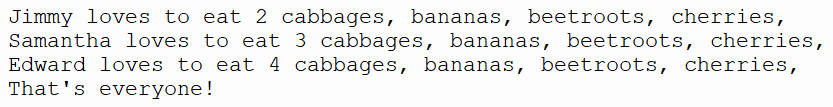 Jimmy loves to eat 2 cabbages, bananas, beetroots, cherries,
Samantha loves to eat 3 cabbages, bananas, beetroots, cherries,
Edward loves to eat 4 cabbages, bananas, beetroots, cherries,
That's everyone!